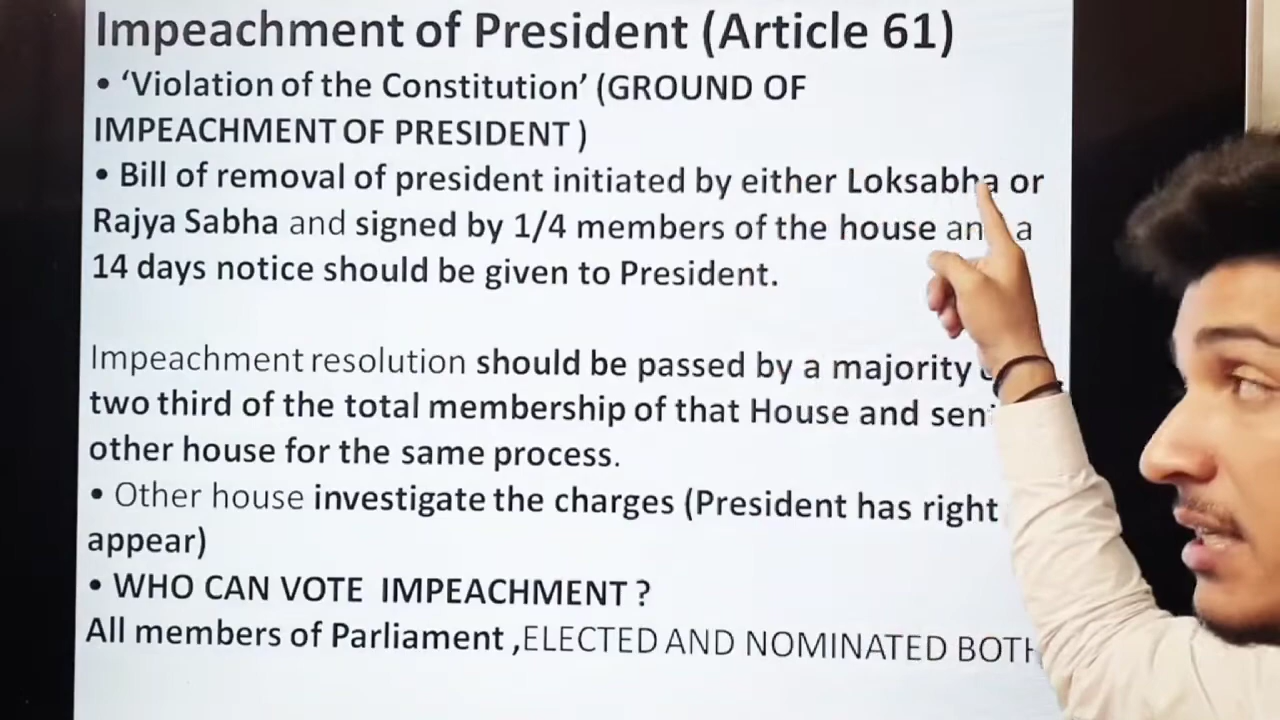 Impeachment of President (Article 61)
• ‘Violation of the Constitution’ (GROUND OF
IMPEACHMENT OF PRESIDENT )
• Bill of removal of president initiated by either Loksabha or
Rajya Sabha and signed by 1/4 members of the house an a
14 days notice should be given to President.
Impeachment resolution should be passed by a majority
two third of the total membership of that House and sen
other house for the same process.
• Other house investigate the charges (President has right
appear)
• WHO CAN VOTE IMPEACHMENT ?
All members of Parliament ,ELECTED AND NOMINATED BOTH